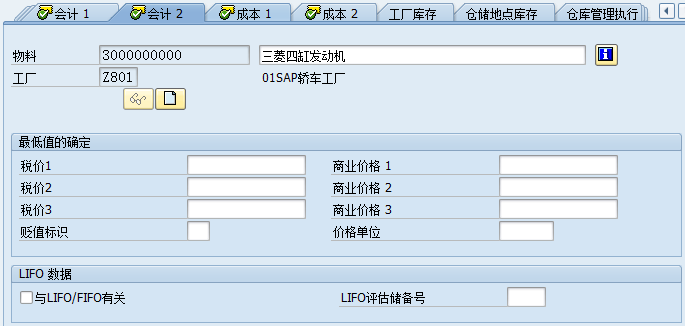 会计 1 会计 2 成本 1 成本 2 工厂库存 仓储地点库存 仓库管理执行
物料 3000000000 三菱四缸发动机
工厂 Z801 01SAP轿车工厂
最低值的确定
税价1 商业价格 1
税价2 商业价格 2
税价3 商业价格 3
贬值标识 价格单位
LIFO 数据
与LIFO/FIFO有关 LIFO评估储备号